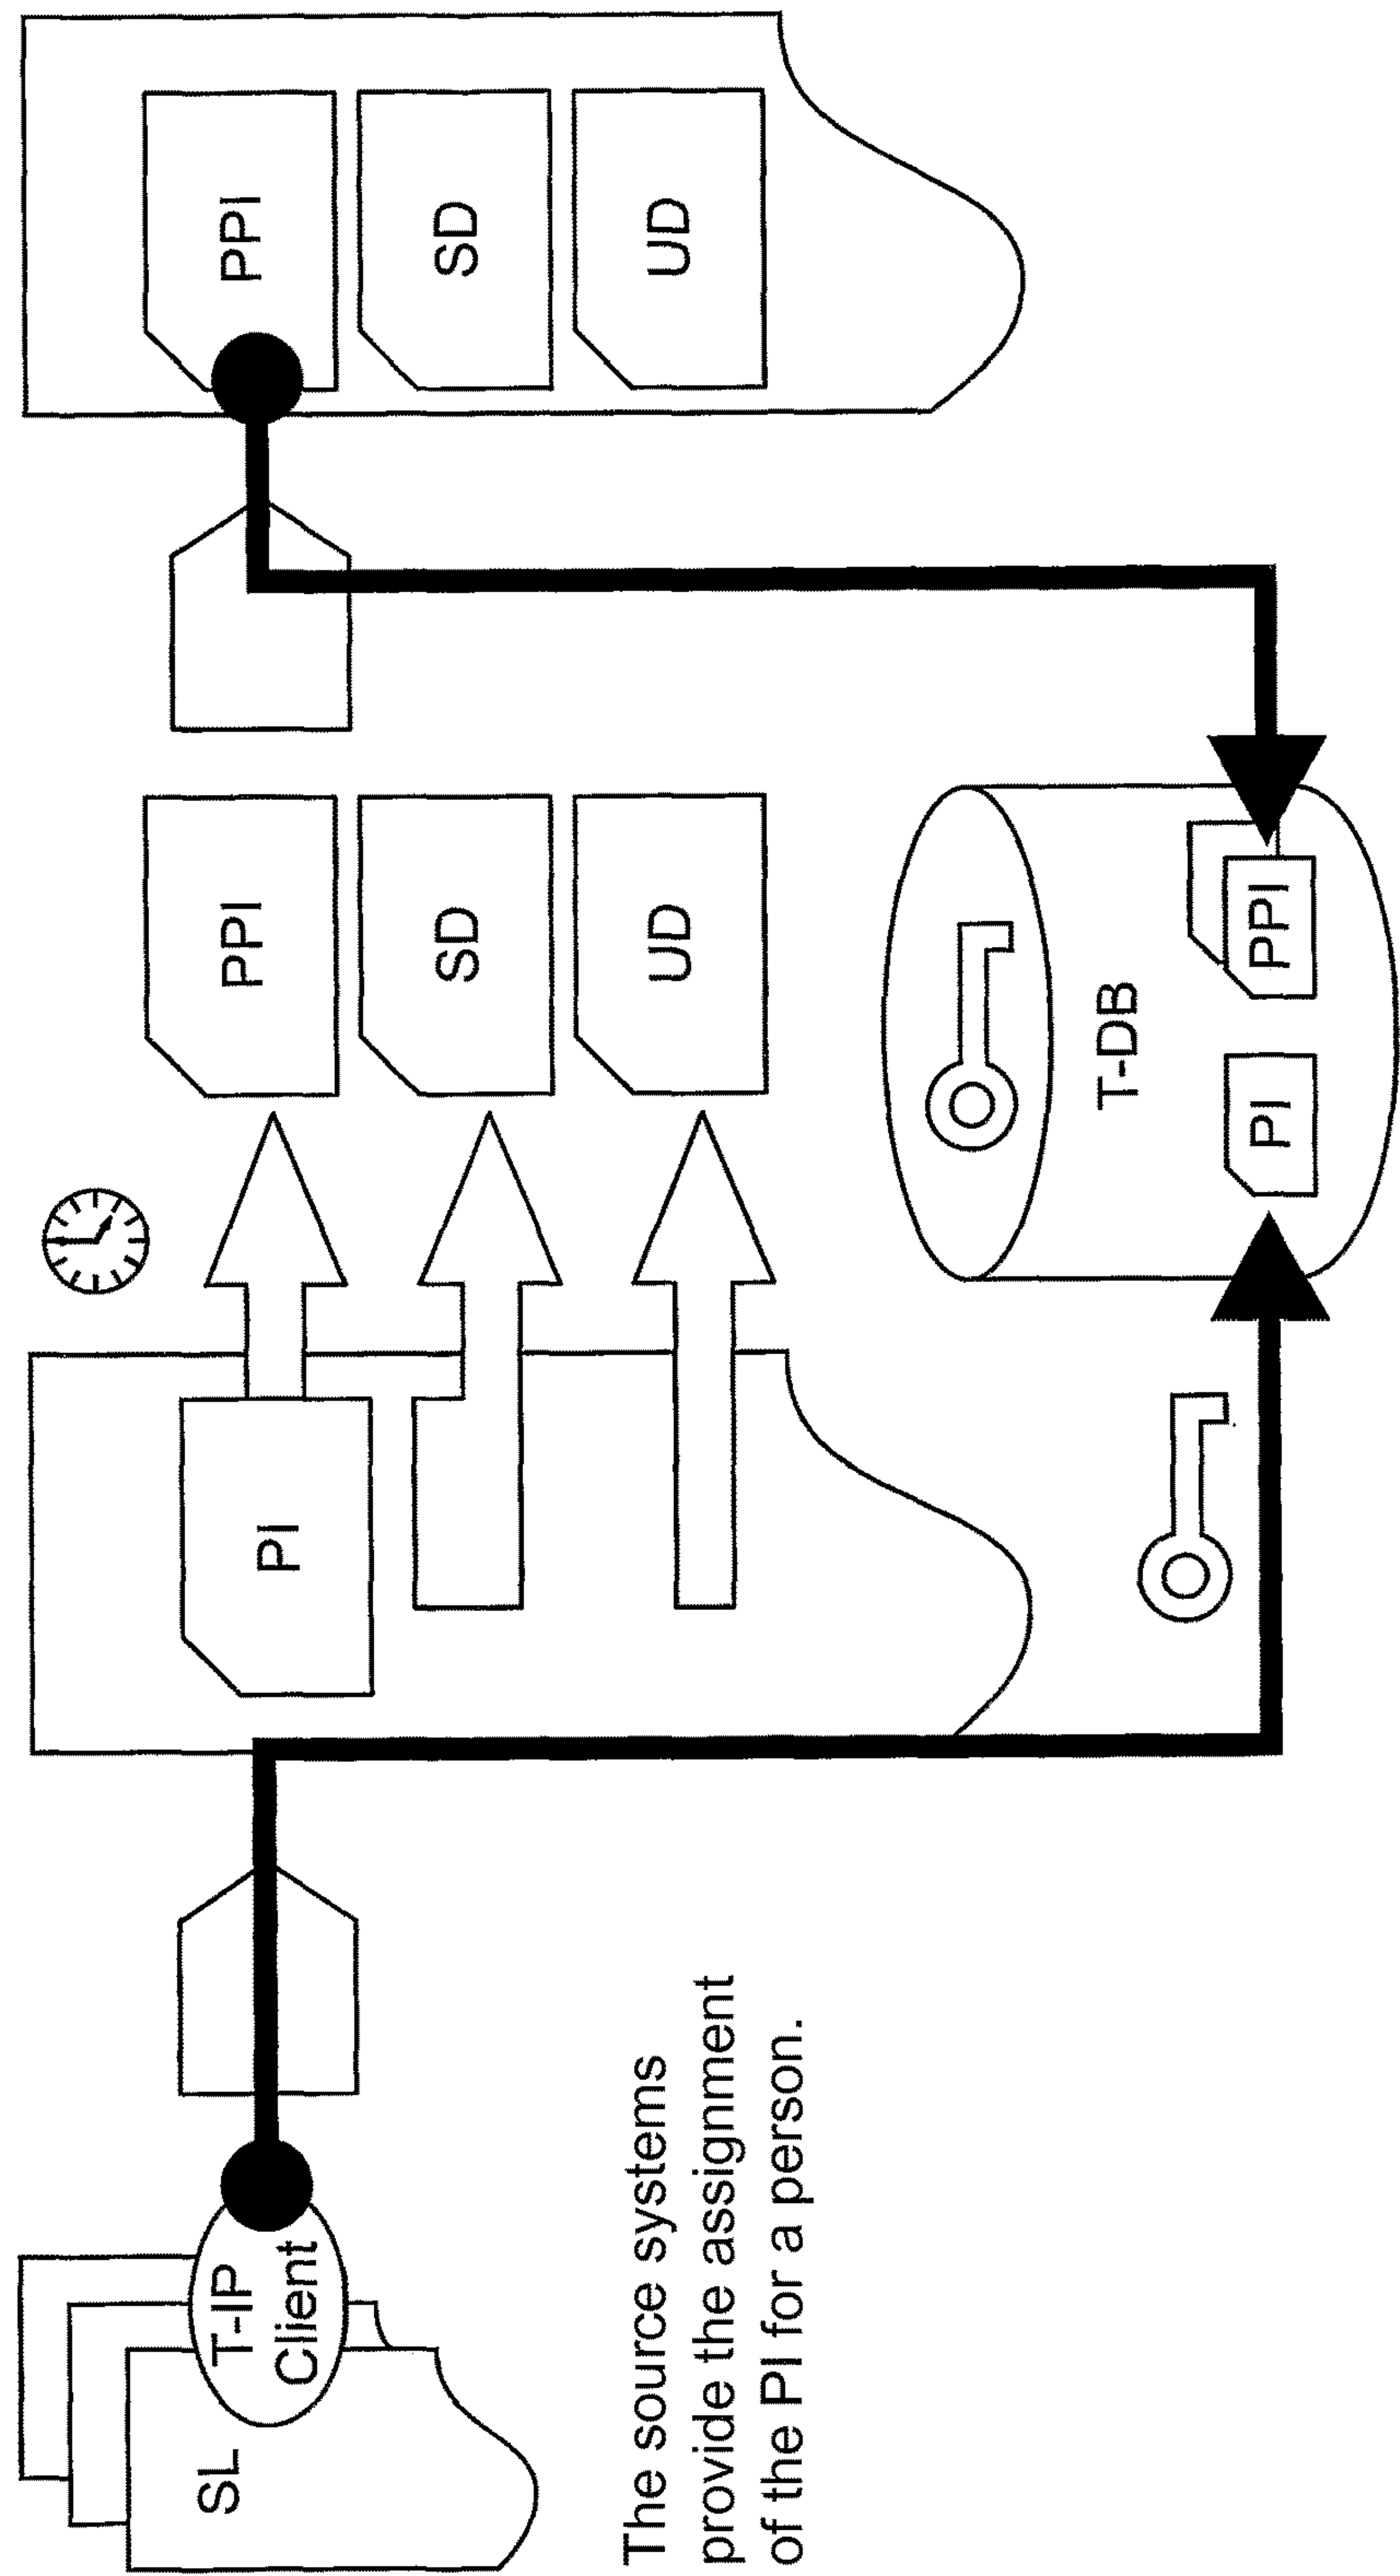 SL
T-IP
Client
The source systems
provide the assignment
of the PI for a person.
PI
PPI
SD
UD
T-DB
PI
PPI
PPI
SD
UD